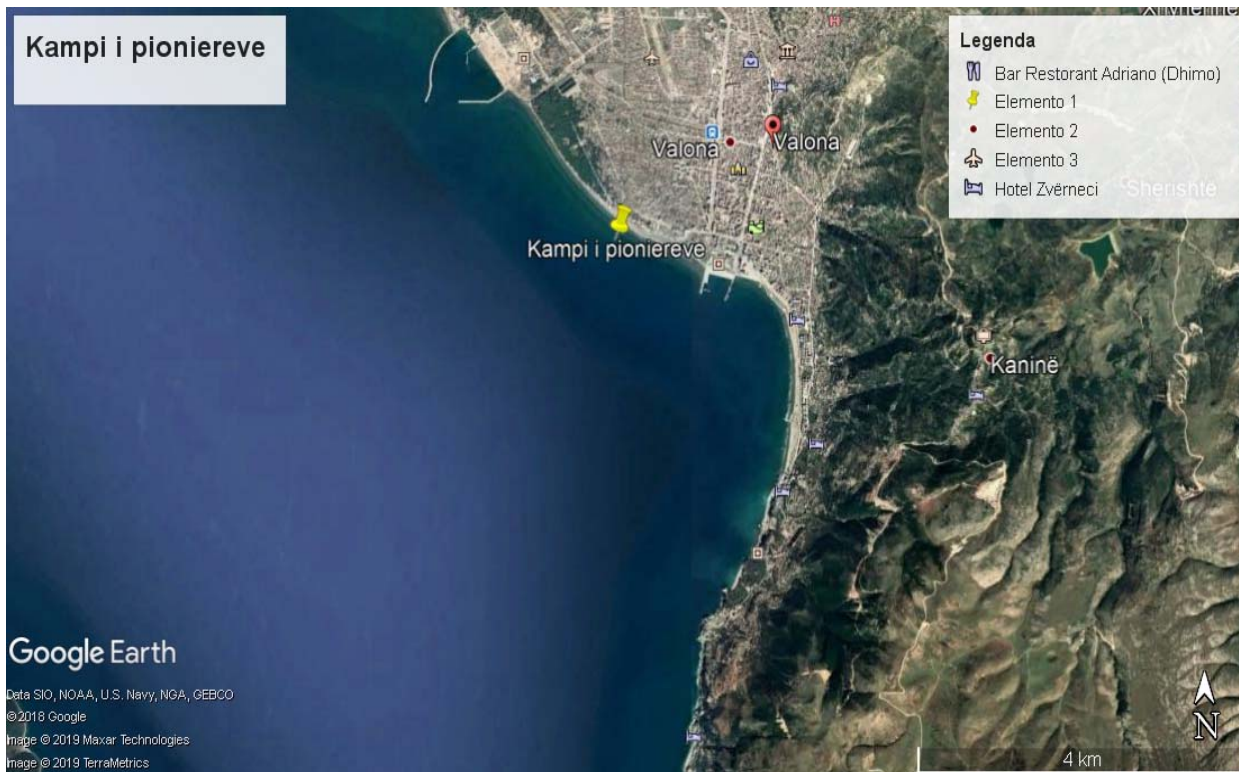 Kampi i pioniereve
Legenda
Bar Restorant Adriano (Dhimo)
Elemento 1
Elemento 2
Elemento 3
Hotel Zvërneci
Valona
Valona
Sherishtë
Kampi i pioniereve
Kaninë
Google Earth
Data SIO, NOAA, U.S. Navy, NGA, GEBCO
© 2018 Google
Image © 2019 Maxar Technologies
Image © 2019 TerraMetrics
N
4 km